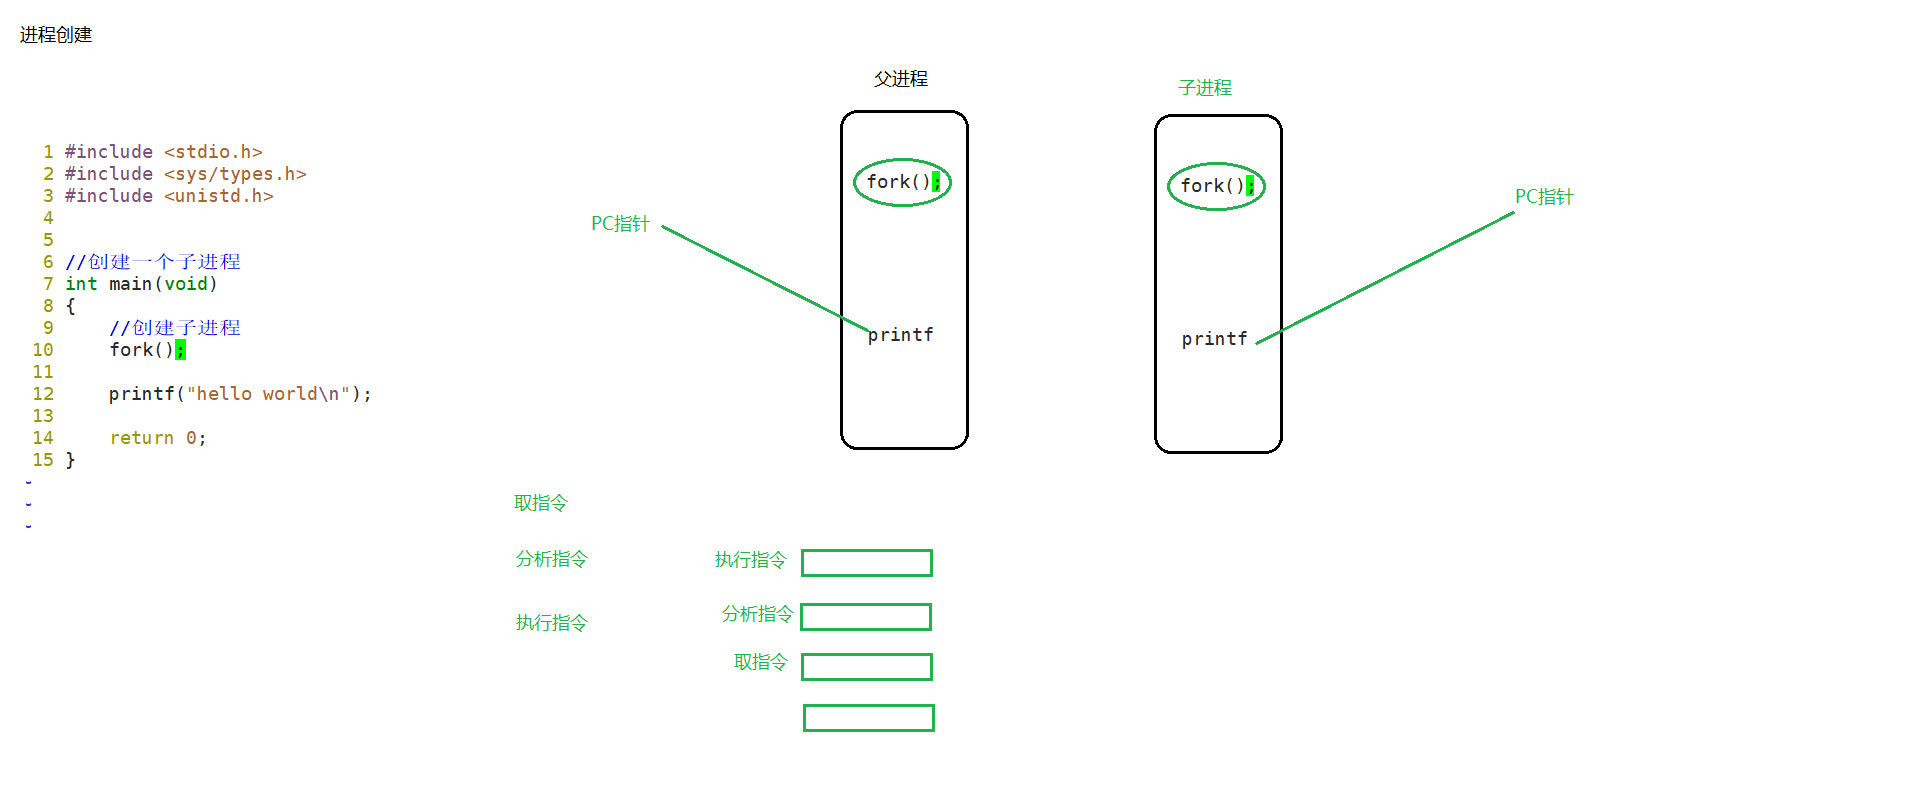 进程创建
1 #include <stdio.h>
2 #include <sys/types.h>
3 #include <unistd.h>
4
5
6 //创建一个子进程
7 int main(void)
8 {
9     //创建子进程
10     fork();
11
12     printf("hello world\n");
13
14     return 0;
15 }
~
~
~
父进程
fork();
PC指针
printf
子进程
fork();
PC指针
printf
取指令
分析指令
执行指令
执行指令
分析指令
取指令